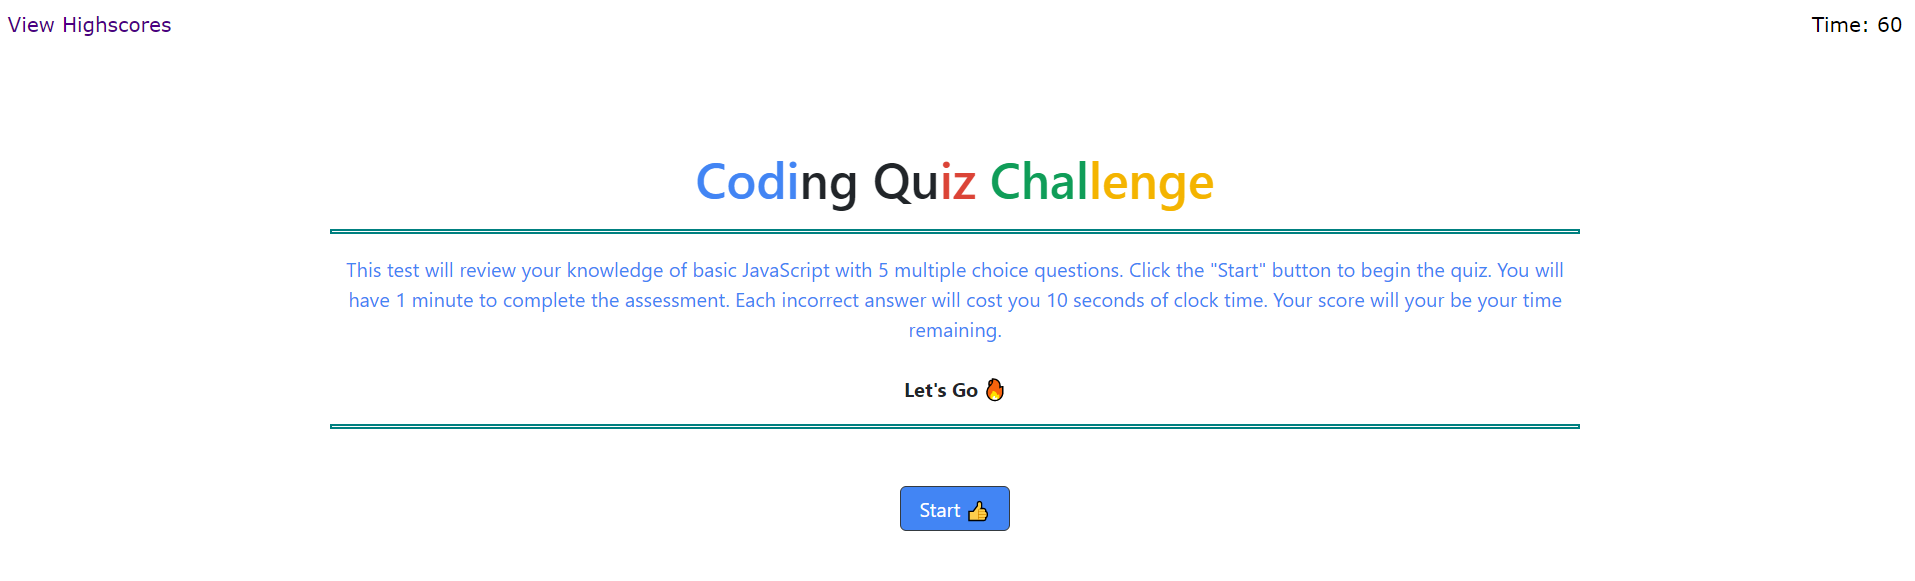 View Highscores
Time: 60
Coding Quiz Challenge
This test will review your knowledge of basic JavaScript with 5 multiple choice questions. Click the "Start" button to begin the quiz. You will
have 1 minute to complete the assessment. Each incorrect answer will cost you 10 seconds of clock time. Your score will your be your time
remaining.
Let's Go 🔥
Start 👍